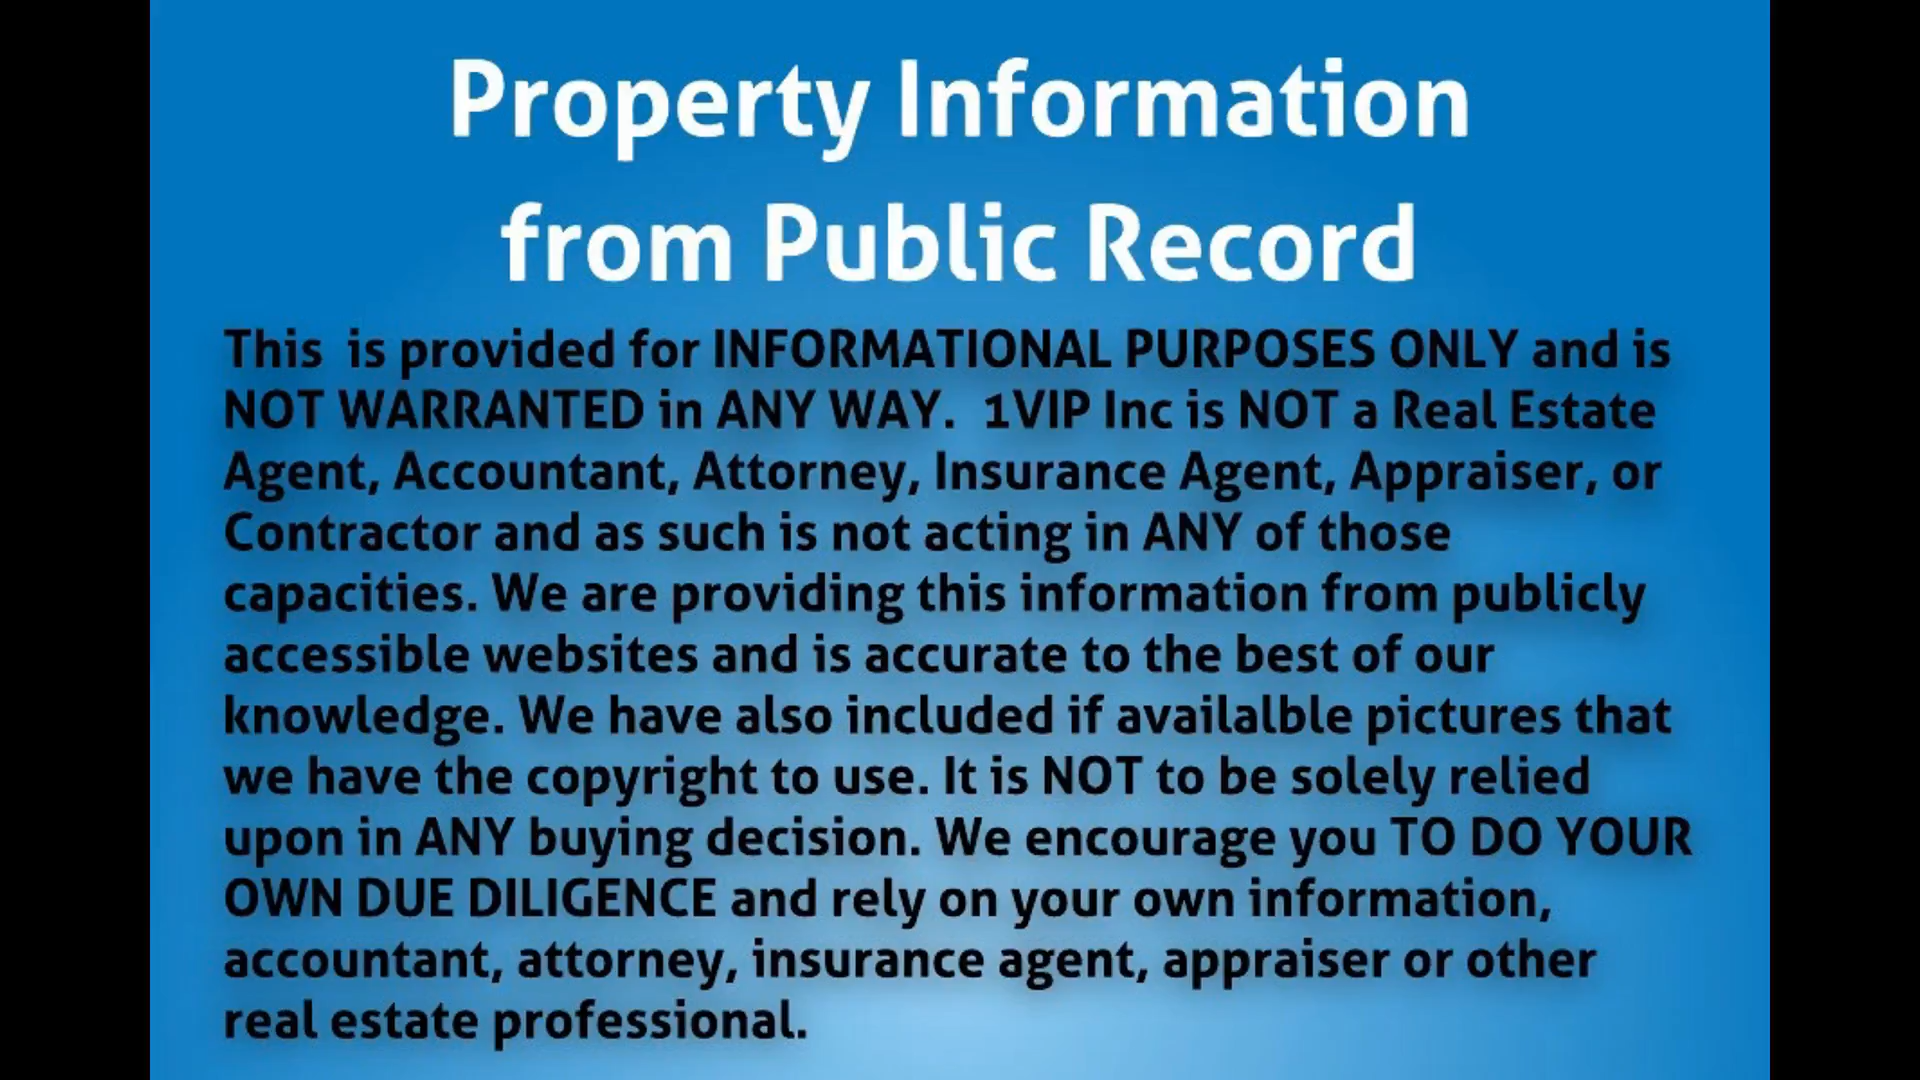 Property Information
from Public Record
This  is provided for INFORMATIONAL PURPOSES ONLY and is
NOT WARRANTED in ANY WAY.  1VIP Inc is NOT a Real Estate
Agent, Accountant, Attorney, Insurance Agent, Appraiser, or
Contractor and as such is not acting in ANY of those
capacities. We are providing this information from publicly
accessible websites and is accurate to the best of our
knowledge. We have also included if availalble pictures that
we have the copyright to use. It is NOT to be solely relied
upon in ANY buying decision. We encourage you TO DO YOUR
OWN DUE DILIGENCE and rely on your own information,
accountant, attorney, insurance agent, appraiser or other
real estate professional.